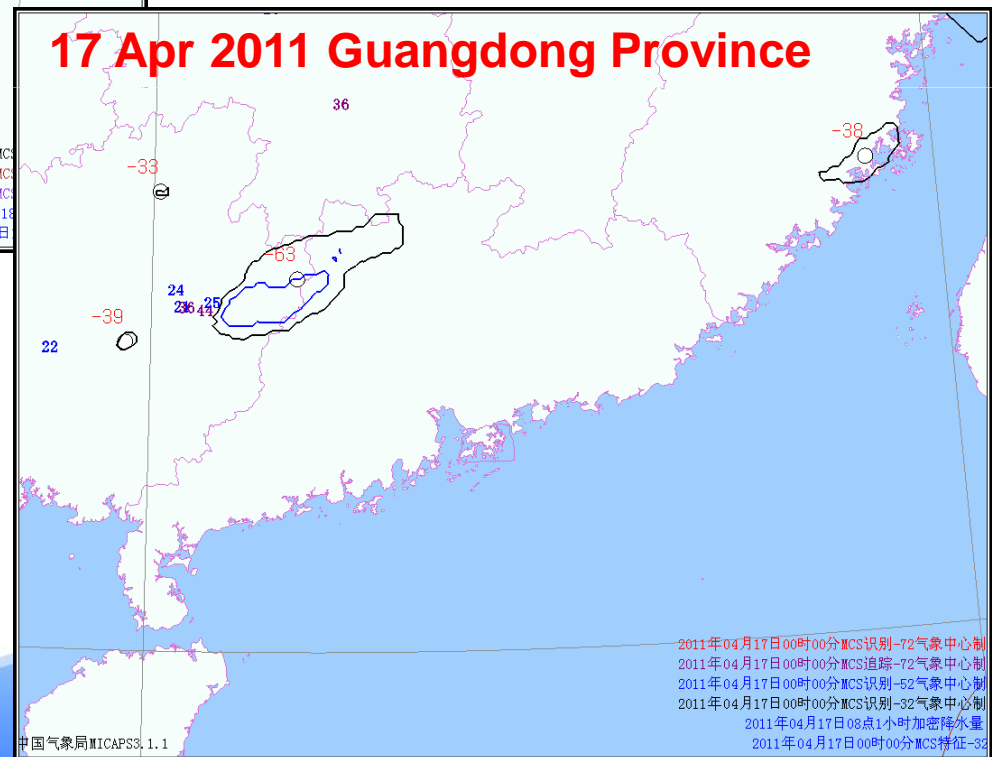 17 Apr 2011 Guangdong Province
36
-38
-33
-63
24
36
44
25
-39
22
2011年04月17日00时00分MCS识别-72气象中心制
2011年04月17日00时00分MCS追踪-72气象中心制
2011年04月17日00时00分MCS识别-52气象中心制
2011年04月17日00时00分MCS识别-32气象中心制
2011年04月17日08点1小时加密降水量
2011年04月17日00时00分MCS特征-32
中国气象局MICAPS3.1.1
MCS
MCS
MCS
18
日